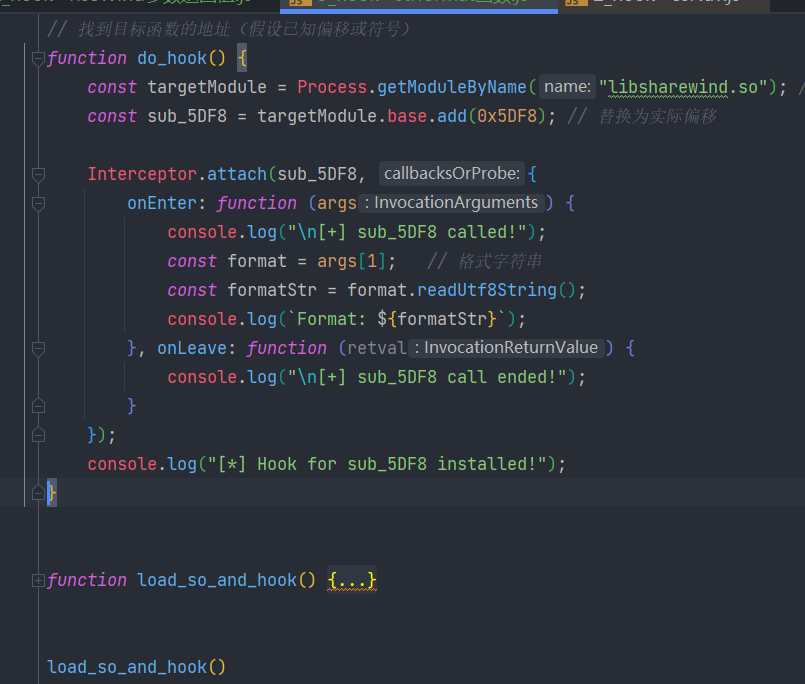 // 找到目标函数的地址（假设已知偏移或符号）
function do_hook() {
const targetModule = Process.getModuleByName( name: "libsharewind.so"); /
const sub_5DF8 = targetModule.base.add(0x5DF8); // 替换为实际偏移
Interceptor.attach(sub_5DF8, callbacksOrProbe: {
onEnter: function (args : InvocationArguments ) {
console.log("\n[+] sub_5DF8 called!");
const format = args[1]; // 格式字符串
const formatStr = format.readUtf8String();
console.log(`Format: ${formatStr}`);
}, onLeave: function (retval : InvocationReturnValue ) {
console.log("\n[+] sub_5DF8 call ended!");
}
});
console.log("[*] Hook for sub_5DF8 installed!");
}
function load_so_and_hook() {...}
load_so_and_hook()